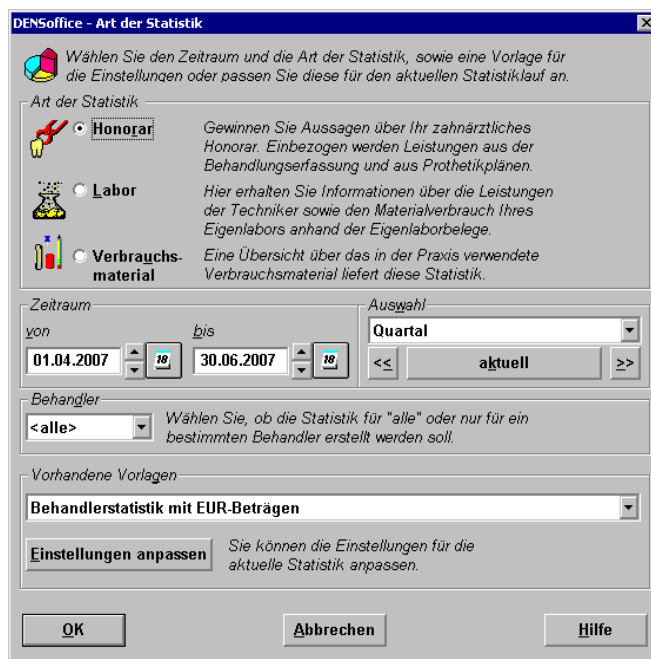 DENSoffice - Art der Statistik
Wählen Sie den Zeitraum und die Art der Statistik, sowie eine Vorlage für
die Einstellungen oder passen Sie diese für den aktuellen Statistiklauf an.
Art der Statistik
Honorar
Gewinnen Sie Aussagen über Ihr zahnärztliches
Honorar. Einbezogen werden Leistungen aus der
Behandlungserfassung und aus Prothetikplänen.
Labor
Hier erhalten Sie Informationen über die Leistungen
der Techniker sowie den Materialverbrauch Ihres
Eigenlabors anhand der Eigenlaborbelege.
Verbrauchs-
material
Eine Übersicht über das in der Praxis verwendete
Verbrauchsmaterial liefert diese Statistik.
Zeitraum
Auswahl
von
bis
Quartal
01.04.2007
18
30.06.2007
18
<<
aktuell
>>
Behandler
<alle>
Wählen Sie, ob die Statistik für "alle" oder nur für ein
bestimmten Behandler erstellt werden soll.
Vorhandene Vorlagen
Behandlerstatistik mit EUR-Beträgen
Einstellungen anpassen
Sie können die Einstellungen für die
aktuelle Statistik anpassen.
OK
Abbrechen
Hilfe